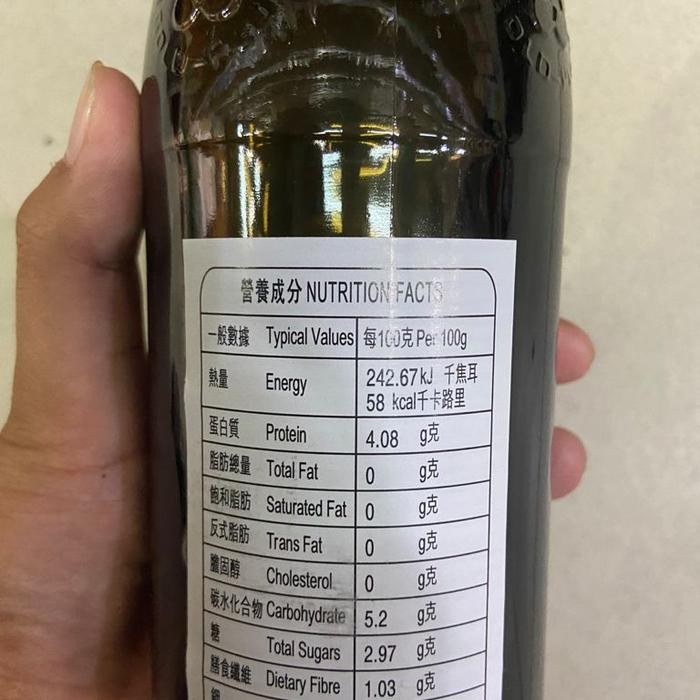 營養成分 NUTRITION FACTS
一般數據 Typical Values 每100克 Per 100g
熱量 Energy 242.67 kJ 千焦耳
58 kcal千卡路里
蛋白質 Protein 4.08 g克
脂肪總量 Total Fat 0 g克
飽和脂肪 Saturated Fat 0 g克
反式脂肪 Trans Fat 0 g克
膽固醇 Cholesterol 0 g克
碳水化合物 Carbohydrate 5.2 g克
糖 Total Sugars 2.97 g克
膳食纖維 Dietary Fibre 1.03 g克